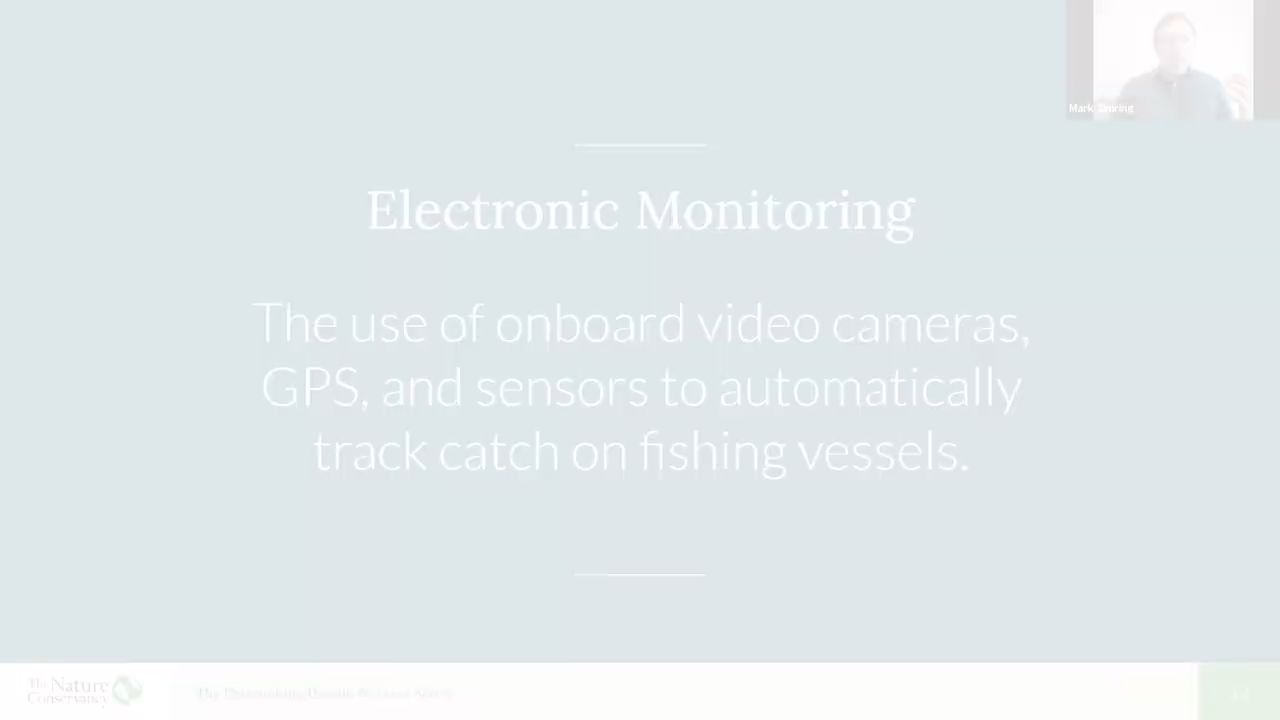 Mark
Electronic Monitoring
The use of onboard video cameras,
GPS, and sensors to automatically
track catch on fishing vessels.
The Nature
Conservancy